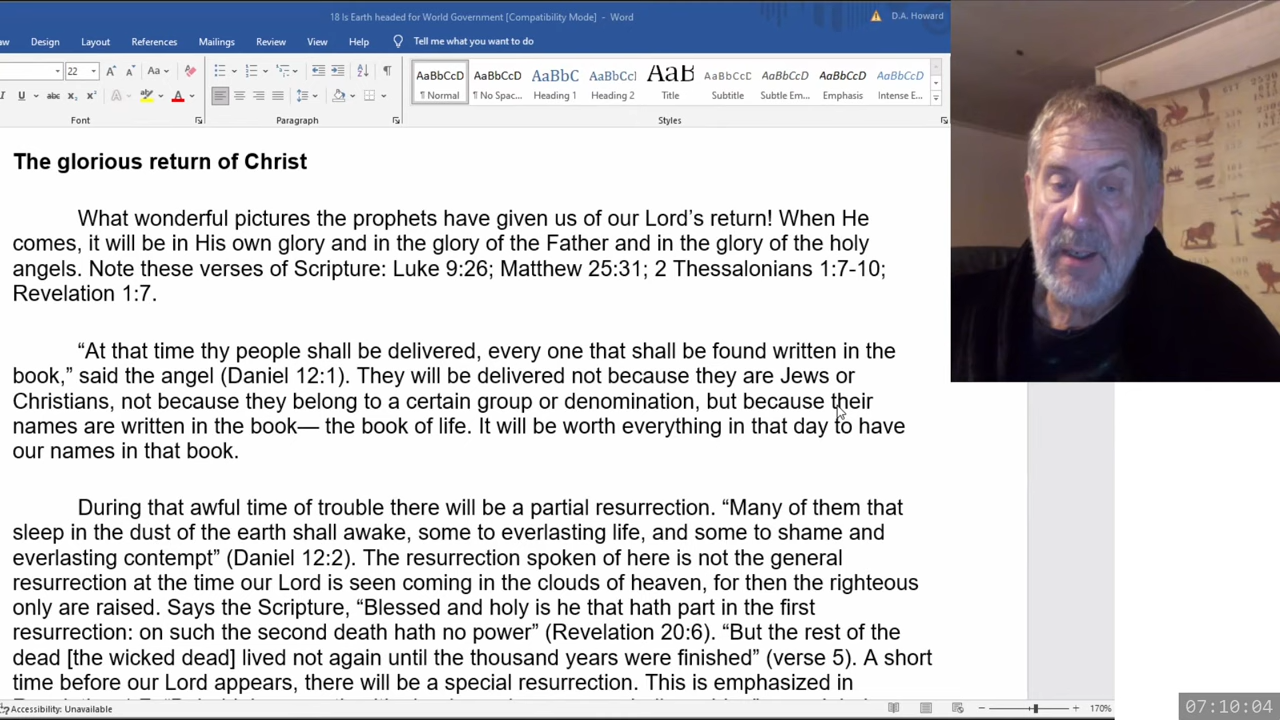 18 Is Earth headed for World Government [Compatibility Mode] - Word
D.A. Howard
aw Design Layout References Mailings Review View Help Tell me what you want to do
22 Aa
AaBbCcD AaBbCcD AaBbC AaBbCcI AaB AaBbCcD AaBbCcD AaBbCcD AaBbCcD
I U abc x₂ x² A A
¶ Normal ¶ No Spac... Heading 1 Heading 2 Title Subtitle Subtle Em... Emphasis Intense E...
Font Paragraph Styles
The glorious return of Christ
What wonderful pictures the prophets have given us of our Lord’s return! When He
comes, it will be in His own glory and in the glory of the Father and in the glory of the holy
angels. Note these verses of Scripture: Luke 9:26; Matthew 25:31; 2 Thessalonians 1:7-10;
Revelation 1:7.
“At that time thy people shall be delivered, every one that shall be found written in the
book,” said the angel (Daniel 12:1). They will be delivered not because they are Jews or
Christians, not because they belong to a certain group or denomination, but because their
names are written in the book— the book of life. It will be worth everything in that day to have
our names in that book.
During that awful time of trouble there will be a partial resurrection. “Many of them that
sleep in the dust of the earth shall awake, some to everlasting life, and some to shame and
everlasting contempt” (Daniel 12:2). The resurrection spoken of here is not the general
resurrection at the time our Lord is seen coming in the clouds of heaven, for then the righteous
only are raised. Says the Scripture, “Blessed and holy is he that hath part in the first
resurrection: on such the second death hath no power” (Revelation 20:6). “But the rest of the
dead [the wicked dead] lived not again until the thousand years were finished” (verse 5). A short
time before our Lord appears, there will be a special resurrection. This is emphasized in
Accessibility: Unavailable
170%
07:10:04